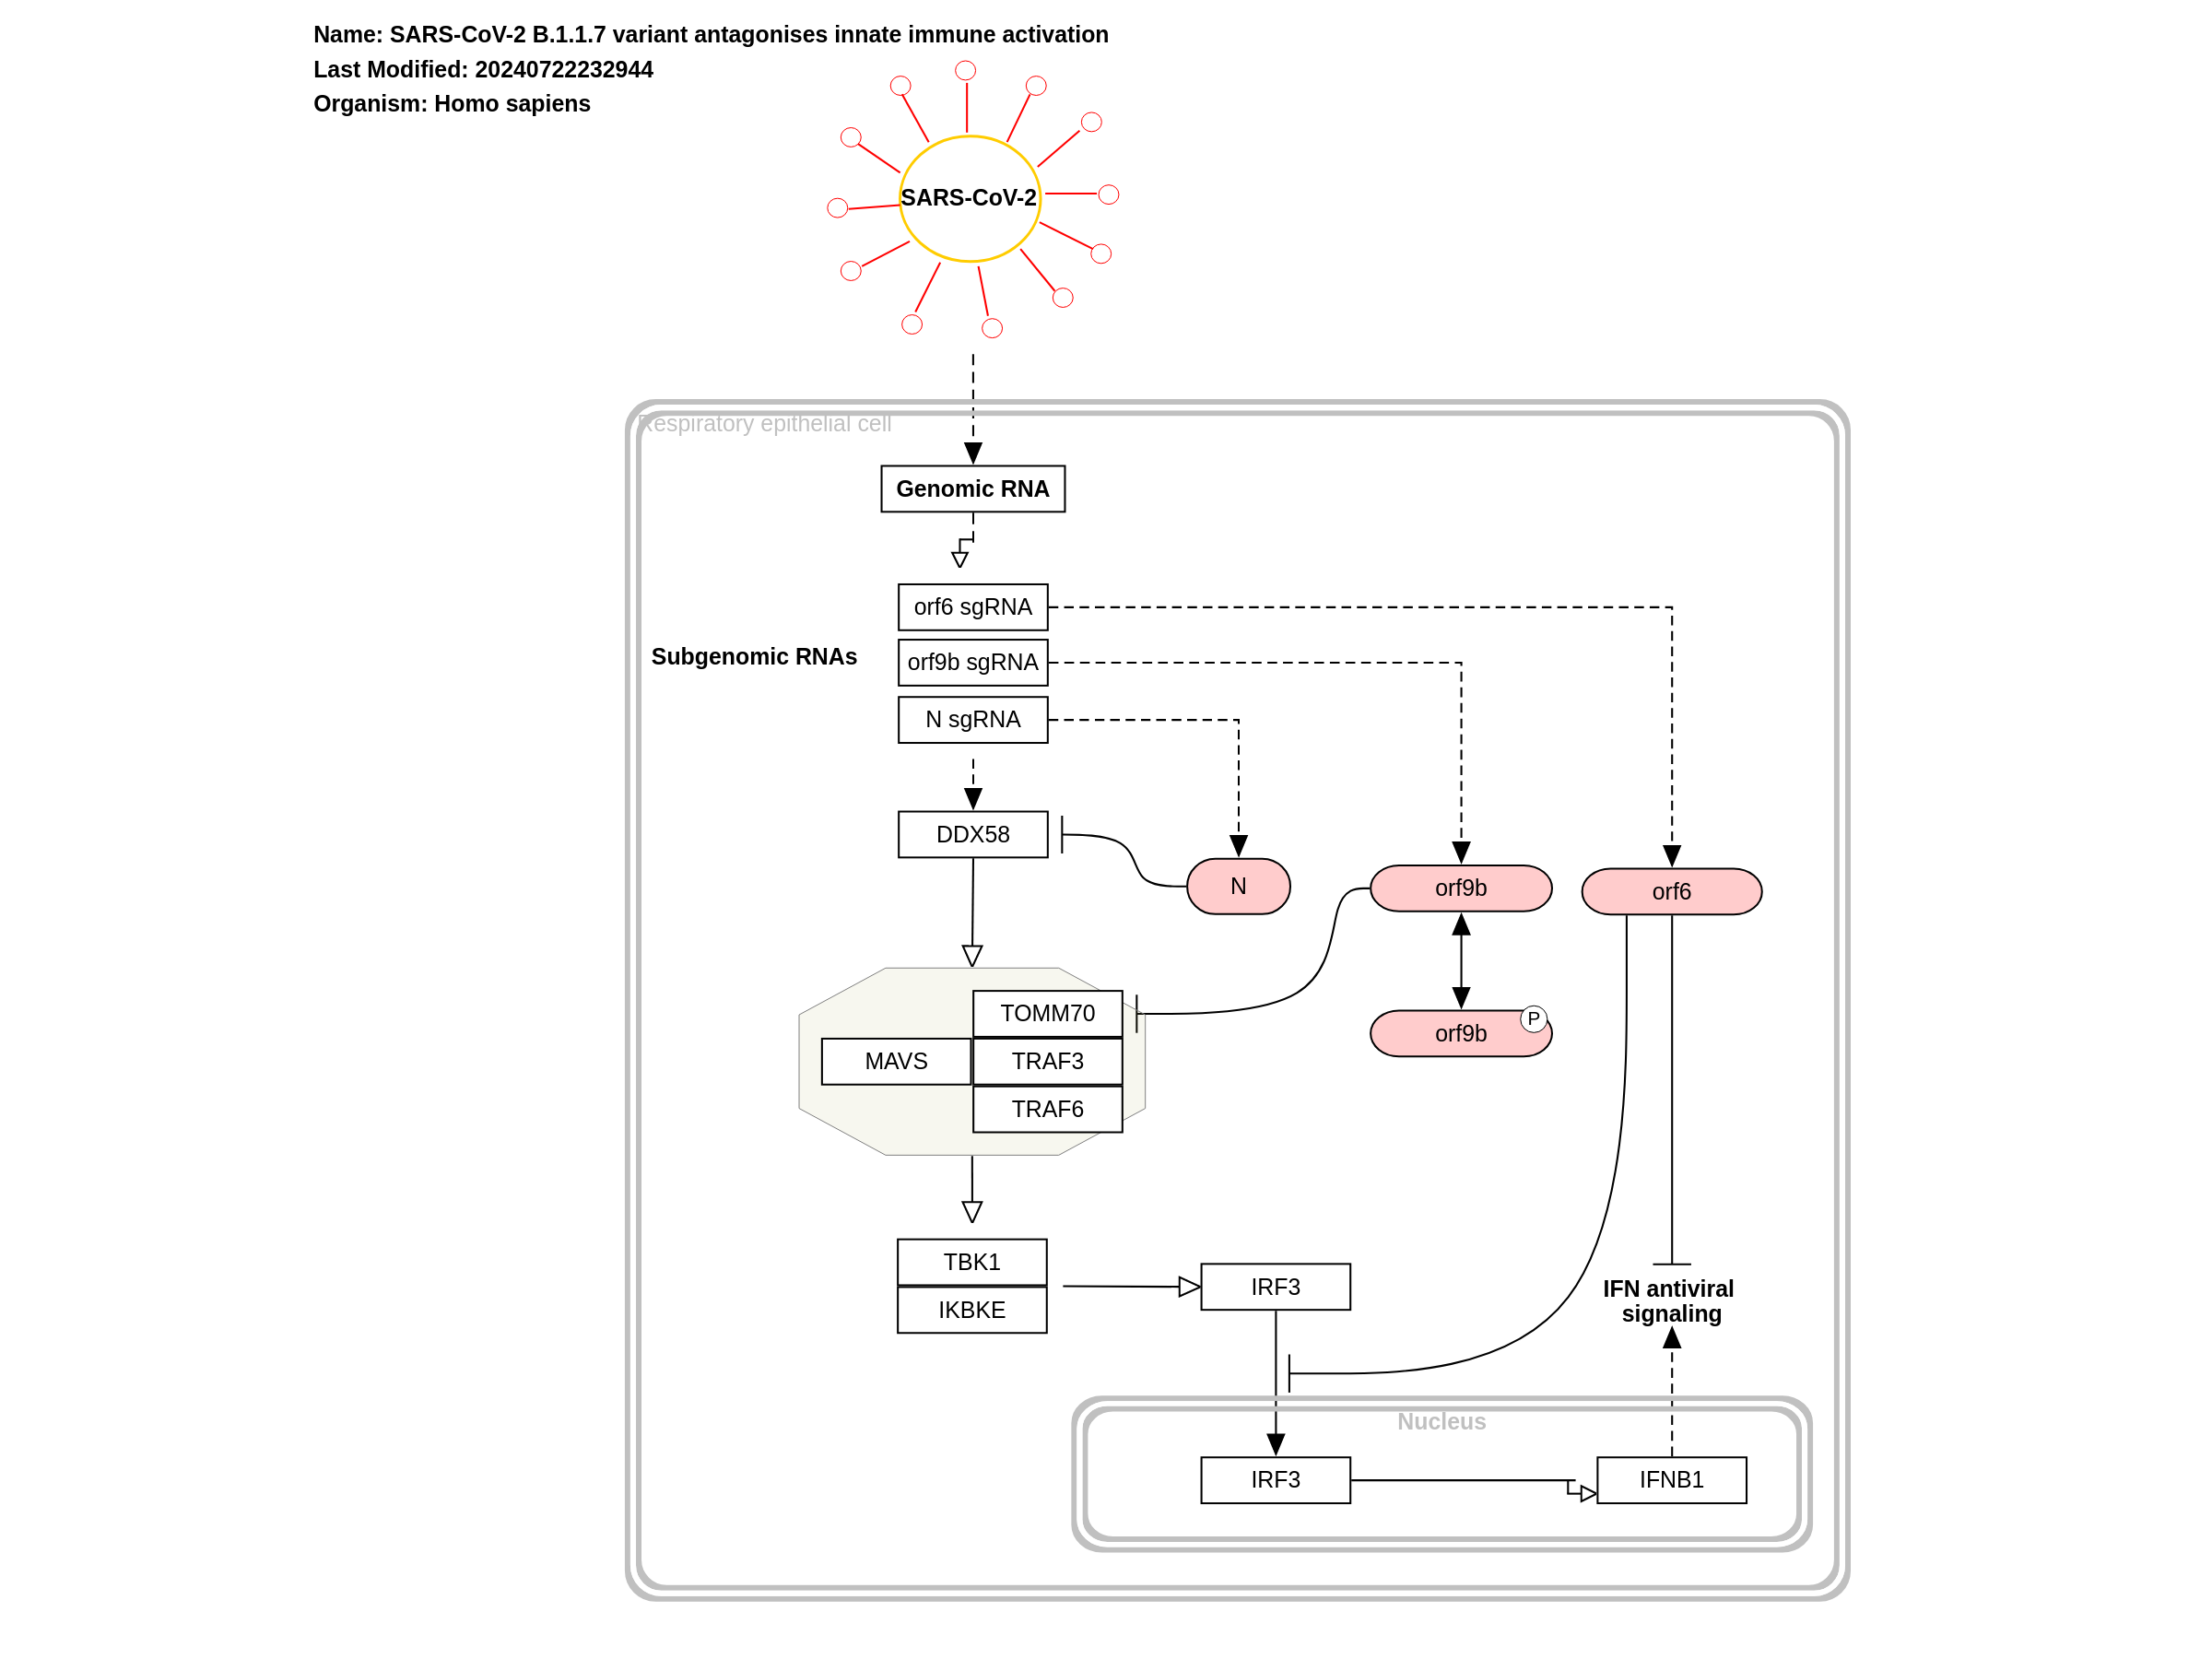 Name: SARS-CoV-2 B.1.1.7 variant antagonises innate immune activation
Last Modified: 20240722232944
Organism: Homo sapiens
SARS-CoV-2
Respiratory epithelial cell
Genomic RNA
orf6 sgRNA
Subgenomic RNAs
orf9b sgRNA
N sgRNA
DDX58
N
orf9b
orf6
TOMM70
P
orf9b
MAVS
TRAF3
TRAF6
TBK1
IKBKE
IRF3
IFN antiviral
signaling
Nucleus
IRF3
IFNB1